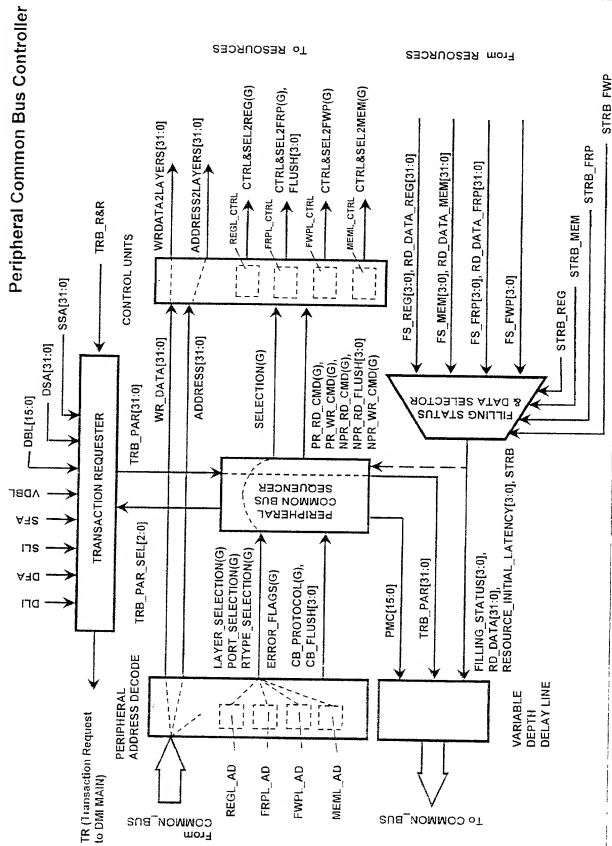 Peripheral Common Bus Controller
DLI
DFA
SLI
SFA
VDBL
DBL[15:0]
DSA[31:0]
SSA[31:0]
TRB_R&R
TRANSACTION REQUESTER
TR (Transaction Request
to DMI MAIN)
TRB_PAR_SEL[2:0]
TRB_PAR[31:0]
PERIPHERAL
ADDRESS DECODE
CONTROL UNITS
From
COMMON_BUS
WR_DATA[31:0]
ADDRESS[31:0]
WRDATA2LAYERS[31:0]
ADDRESS2LAYERS[31:0]
REGL_AD
FRPL_AD
FWPL_AD
MEML_AD
LAYER_SELECTION(G)
PORT_SELECTION(G)
RTYPE_SELECTION(G)
ERROR_FLAGS(G)
CB_PROTOCOL(G)
CB_FLUSH[3:0]
PERIPHERAL
COMMON BUS
SEQUENCER
SELECTION(G)
PR_RD_CMD(G)
PR_WR_CMD(G)
NPR_RD_CMD(G)
NPR_RD_FLUSH[3:0]
NPR_WR_CMD(G)
REGL_CTRL
FRPL_CTRL
FWPL_CTRL
MEML_CTRL
CTRL&SEL2REG(G)
CTRL&SEL2FRP(G),
FLUSH[3:0]
CTRL&SEL2FWP(G)
CTRL&SEL2MEM(G)
To RESOURCES
PMC[15:0]
TRB_PAR[31:0]
FILLING_STATUS[3:0],
RD_DATA[31:0],
RESOURCE_INITIAL_LATENCY[3:0], STRB
FILLING STATUS
& DATA SELECTOR
FS_REG[3:0], RD_DATA_REG[31:0]
FS_MEM[3:0], RD_DATA_MEM[31:0]
FS_FRP[3:0], RD_DATA_FRP[31:0]
FS_FWP[3:0]
From RESOURCES
STRB_REG
STRB_MEM
STRB_FRP
STRB_FWP
To COMMON_BUS
VARIABLE
DEPTH
DELAY LINE